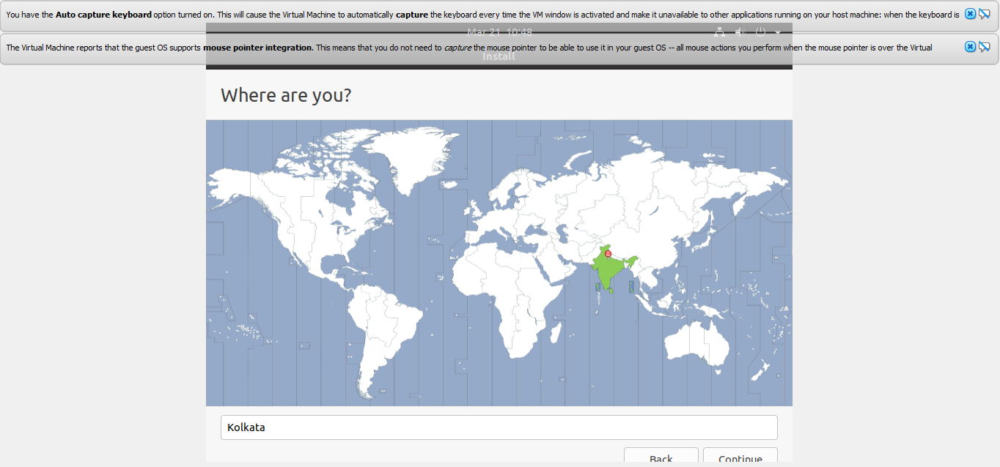 You have the Auto capture keyboard option turned on. This will cause the Virtual Machine to automatically capture the keyboard every time the VM window is activated and make it unavailable to other applications running on your host machine: when the keyboard is
Mar 21 10:48
The Virtual Machine reports that the guest OS supports mouse pointer integration. This means that you do not need to capture the mouse pointer to be able to use it in your guest OS -- all mouse actions you perform when the mouse pointer is over the Virtual
Install
Where are you?
Kolkata
Back Continue